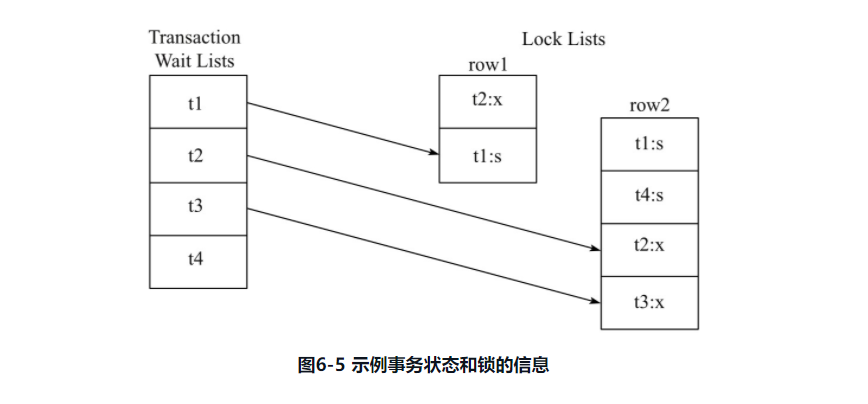 Transaction
Wait Lists
t1
t2
t3
t4
Lock Lists
row1
t2:x
t1:s
row2
t1:s
t4:s
t2:x
t3:x
图6-5 示例事务状态和锁的信息